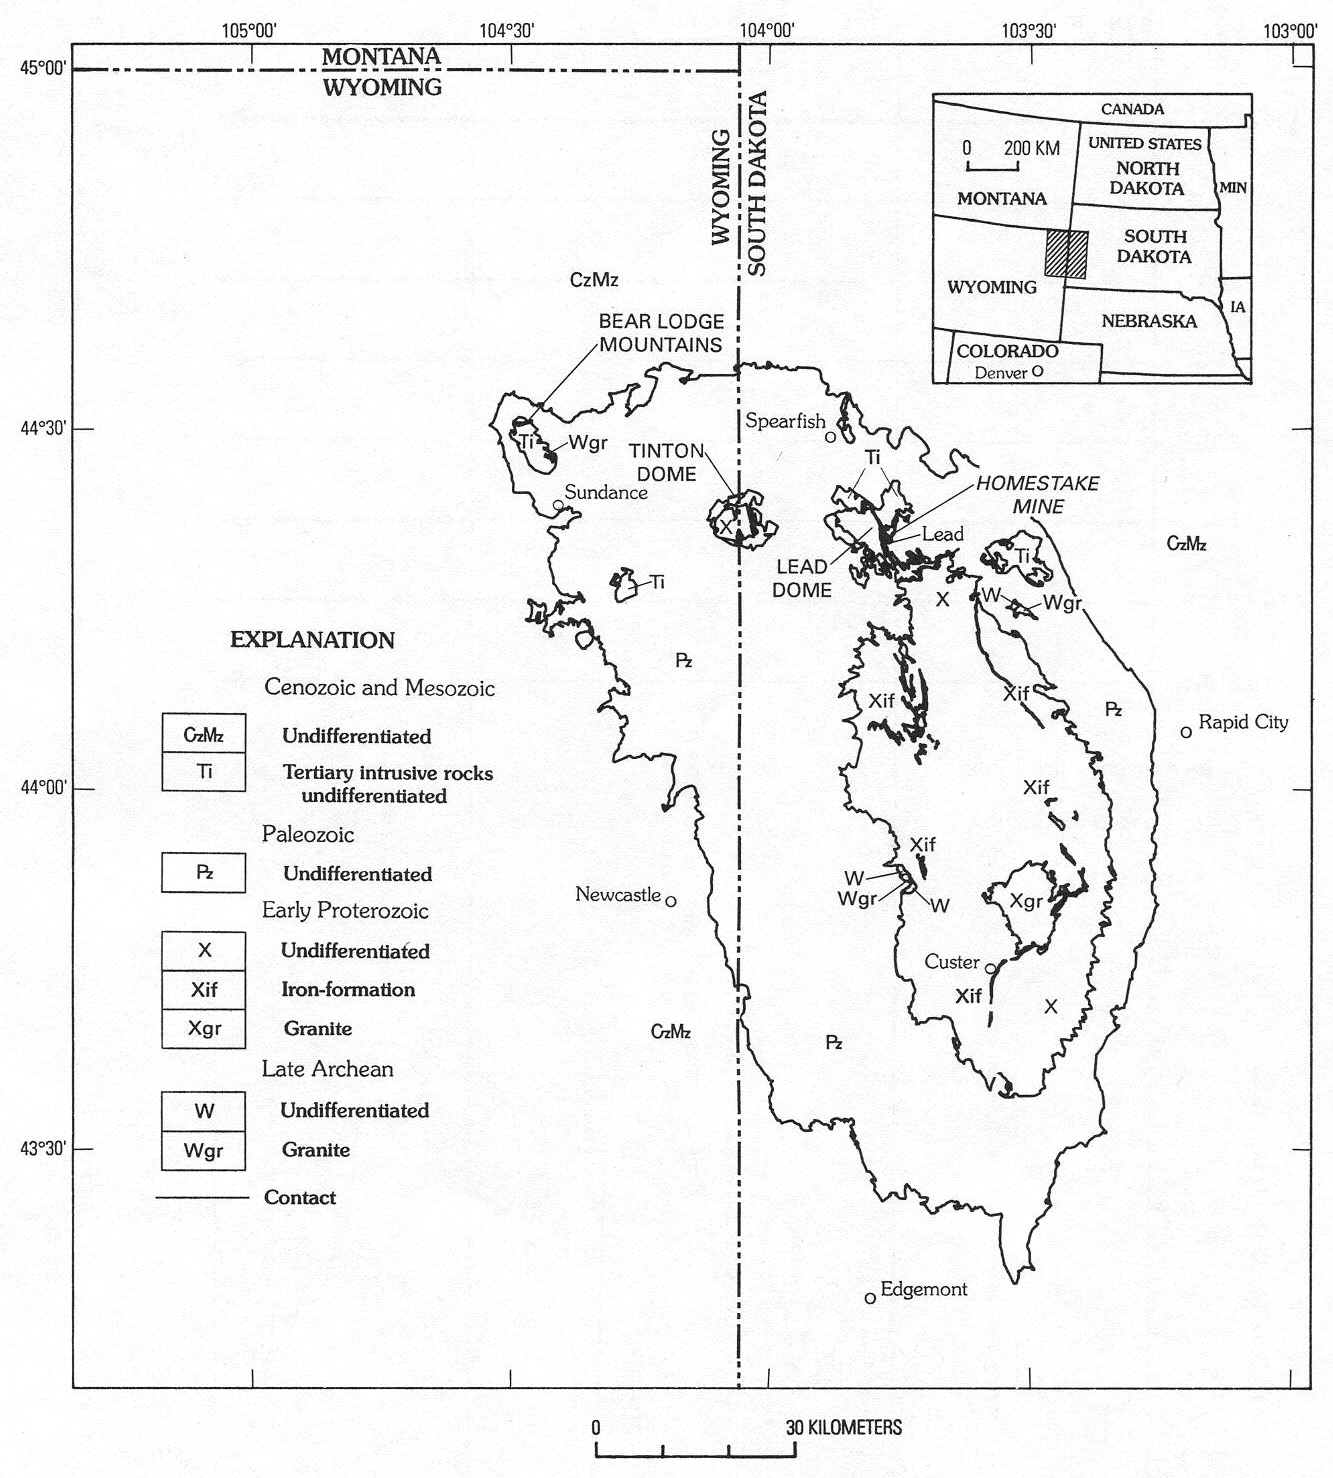 105°00'
104°30'
104°00'
103°30'
103°00'
45°00'
MONTANA
WYOMING
WYOMING
SOUTH DAKOTA
CANADA
0 200 KM
UNITED STATES
NORTH
DAKOTA
MIN
MONTANA
SOUTH
DAKOTA
WYOMING
IA
NEBRASKA
COLORADO
Denver
CzMz
BEAR LODGE
MOUNTAINS
44°30'
Ti
Wgr
Spearfish
TINTON
DOME
Ti
HOMESTAKE
MINE
Sundance
X
Lead
CzMz
Ti
LEAD
DOME
Ti
X
W
Wgr
EXPLANATION
Pz
Xif
Xif
Pz
Rapid City
Cenozoic and Mesozoic
CzMz Undifferentiated
Ti Tertiary intrusive rocks
undifferentiated
44°00'
Xif
Paleozoic
Pz Undifferentiated
Xif
W
Wgr
W
Newcastle
Xgr
Early Proterozoic
X Undifferentiated
Xif Iron-formation
Xgr Granite
Custer
Xif
X
CzMz
Pz
Late Archean
W Undifferentiated
Wgr Granite
43°30'
Contact
Edgemont
0 30 KILOMETERS